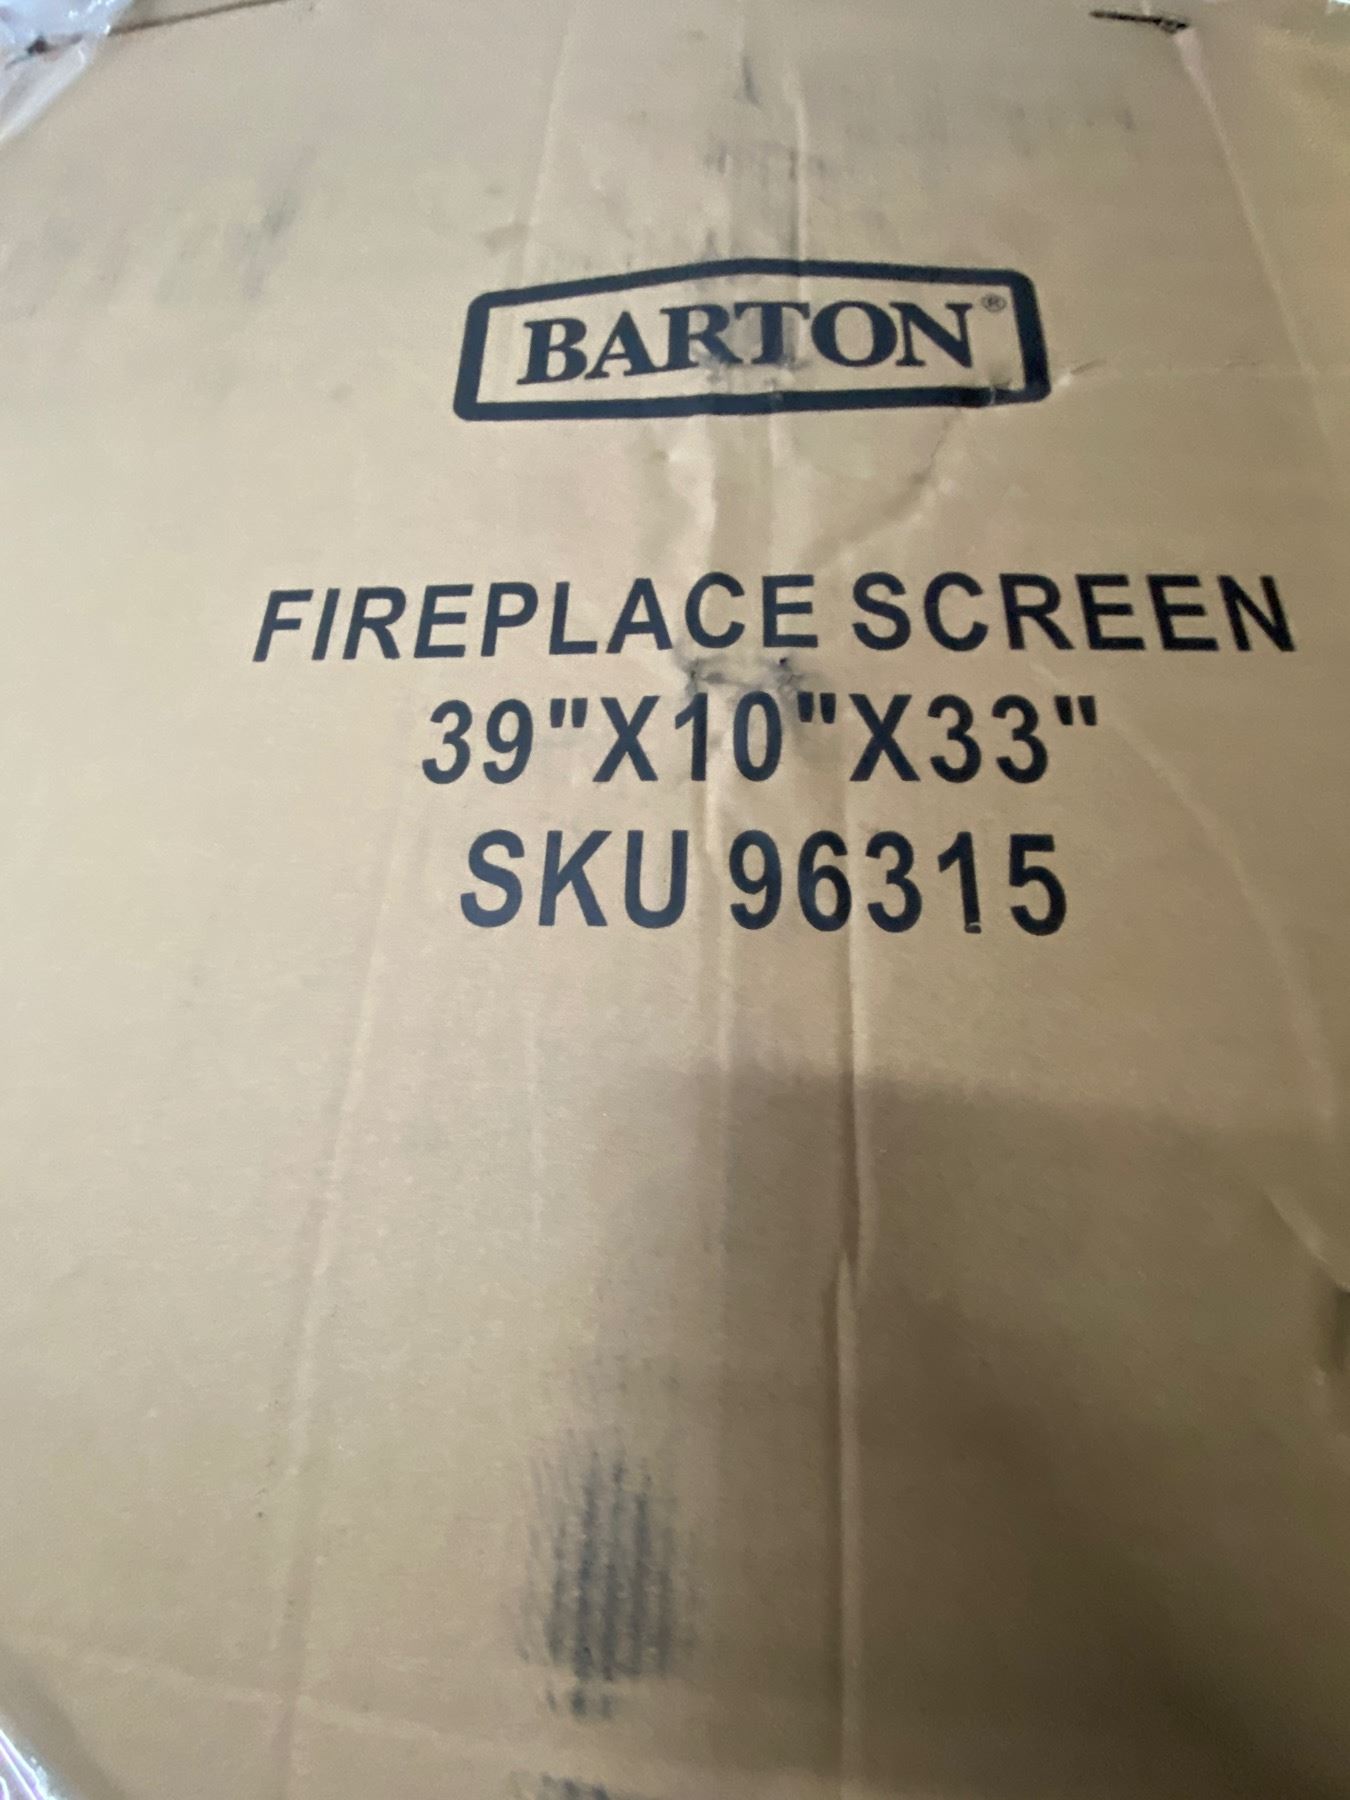 BARTON®
FIREPLACE SCREEN
39"X10"X33"
SKU 96315